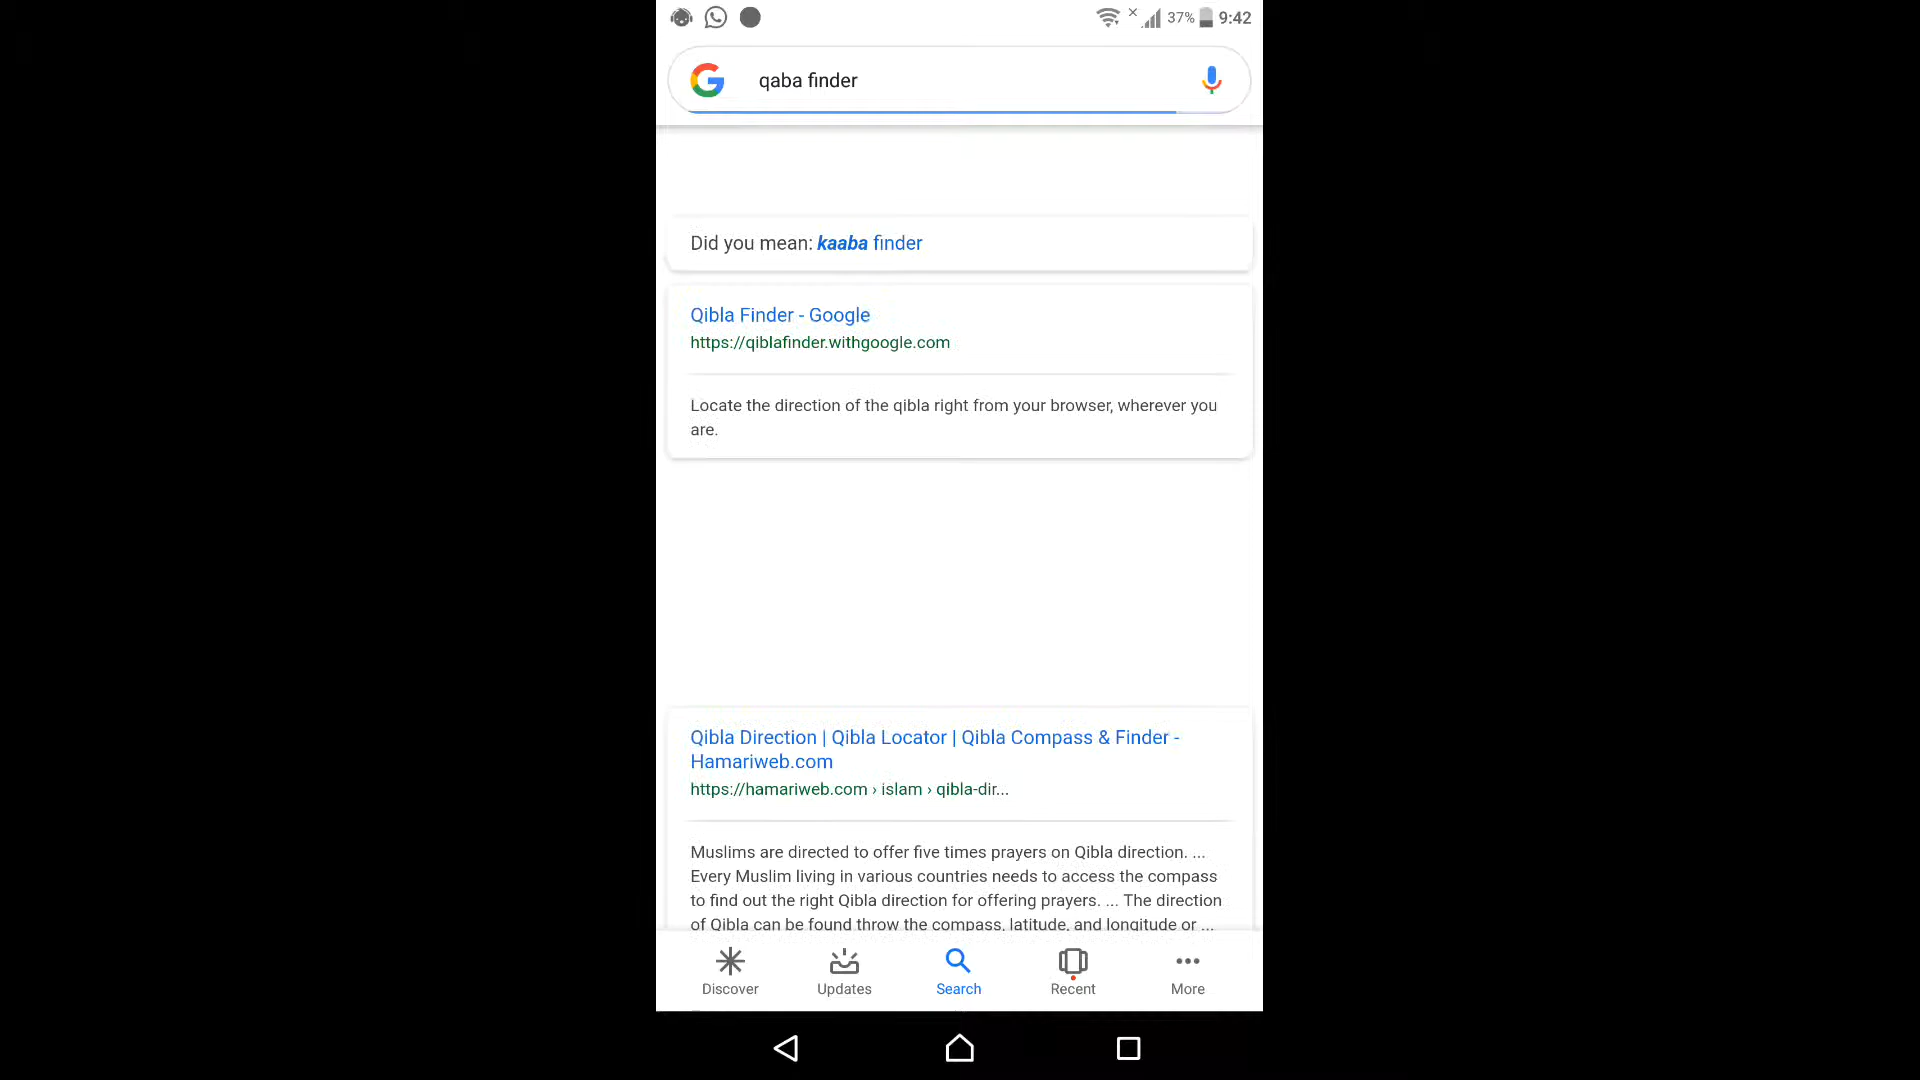 37% 9:42
qaba finder
Did you mean: kaaba finder
Qibla Finder - Google
https://qiblafinder.withgoogle.com
Locate the direction of the qibla right from your browser, wherever you
are.
Qibla Direction | Qibla Locator | Qibla Compass & Finder -
Hamariweb.com
https://hamariweb.com › islam › qibla-dir...
Muslims are directed to offer five times prayers on Qibla direction. ...
Every Muslim living in various countries needs to access the compass
to find out the right Qibla direction for offering prayers. ... The direction
of Qibla can be found throw the compass, latitude, and longitude or ...
Discover Updates Search Recent More